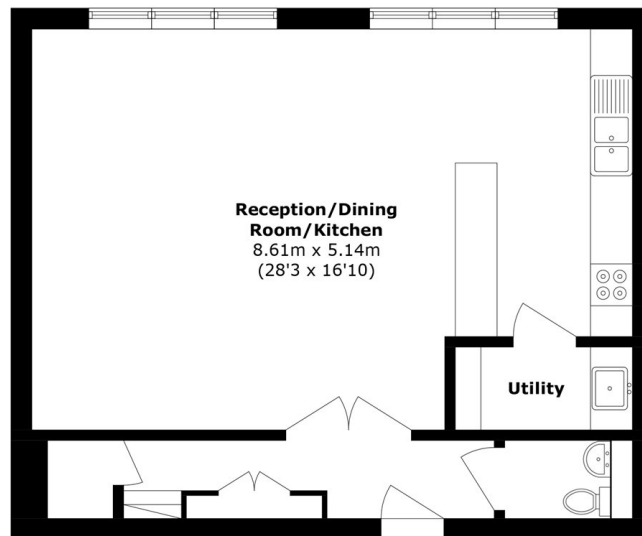 Reception/Dining
Room/Kitchen
8.61m x 5.14m
(28'3 x 16'10)
Utility